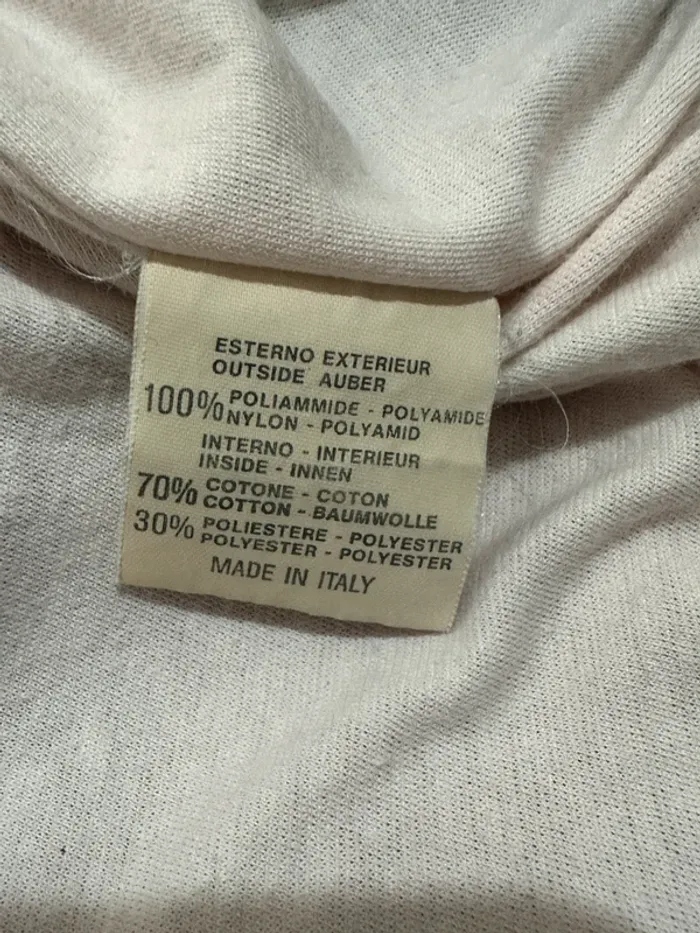 ESTERNO EXTERIEUR
OUTSIDE AUBER
100% POLIAMMIDE - POLYAMIDE
NYLON - POLYAMID
INTERNO - INTERIEUR
INSIDE - INNEN
70% COTONE - COTON
COTTON - BAUMWOLLE
30% POLIESTERE - POLYESTER
POLYESTER - POLYESTER
MADE IN ITALY